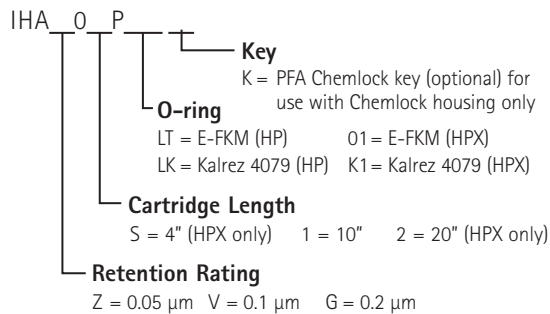 IHA__0__P____ __
Key
K = PFA Chemlock key (optional) for
use with Chemlock housing only
O-ring
LT = E-FKM (HP) 01 = E-FKM (HPX)
LK = Kalrez 4079 (HP) K1 = Kalrez 4079 (HPX)
Cartridge Length
S = 4" (HPX only) 1 = 10" 2 = 20" (HPX only)
Retention Rating
Z = 0.05 µm V = 0.1 µm G = 0.2 µm